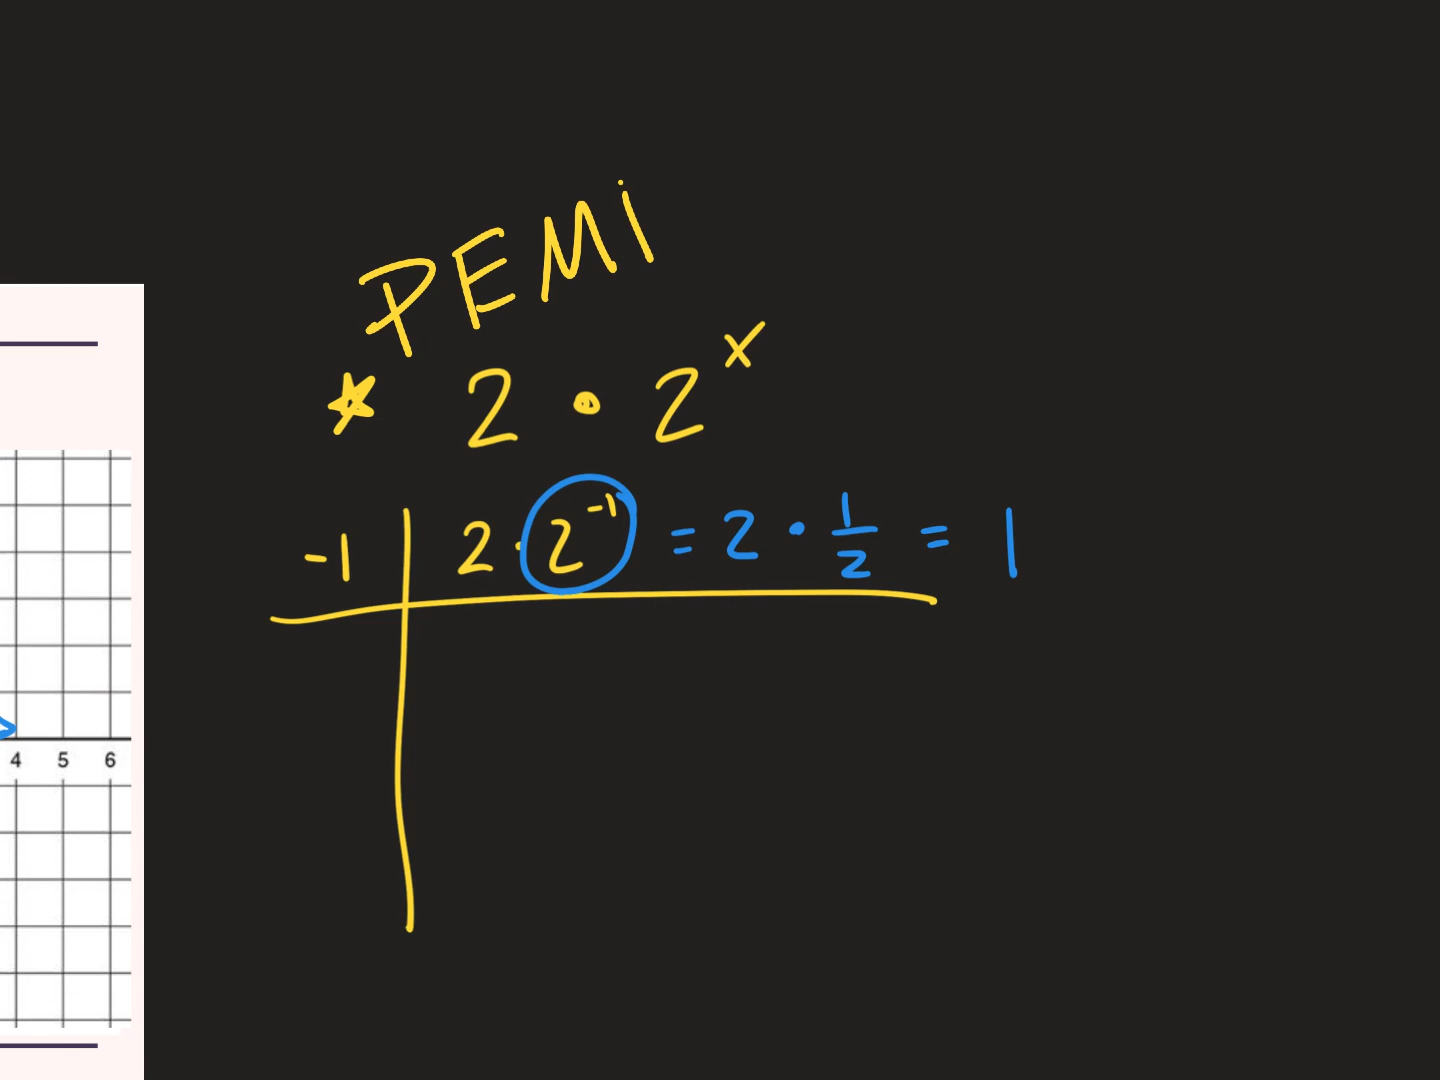 PEMi
* 2 · 2^x
-1 | 2 · 2^-1 = 2 · 1/2 = 1
4 5 6